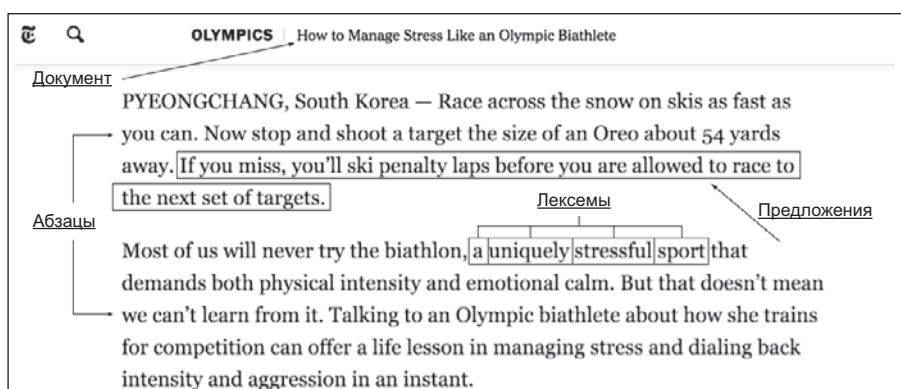 T
OLYMPICS | How to Manage Stress Like an Olympic Biathlete
Документ
PYEONGCHANG, South Korea — Race across the snow on skis as fast as
you can. Now stop and shoot a target the size of an Oreo about 54 yards
away. If you miss, you’ll ski penalty laps before you are allowed to race to
the next set of targets.
Лексемы
Предложения
Абзацы
Most of us will never try the biathlon, a uniquely stressful sport that
demands both physical intensity and emotional calm. But that doesn’t mean
we can’t learn from it. Talking to an Olympic biathlete about how she trains
for competition can offer a life lesson in managing stress and dialing back
intensity and aggression in an instant.